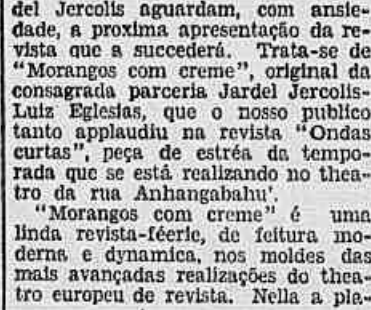 del Jercolis aguardam, com ansie-
dade, a proxima apresentação da re-
vista que a succederá. Trata-se de
"Morangos com creme", original da
consagrada parceria Jardel Jercolis-
Luiz Eglesias, que o nosso publico
tanto applaudiu na revista "Ondas
curtas", peça de estréa da tempo-
rada que se está realizando no thea-
tro da rua Anhangabahu'.
"Morangos com creme" é uma
linda revista-féerie, de feitura mo-
derna e dynamica, nos moldes das
mais avançadas realizações do thea-
tro europeu de revista. Nella a pla-